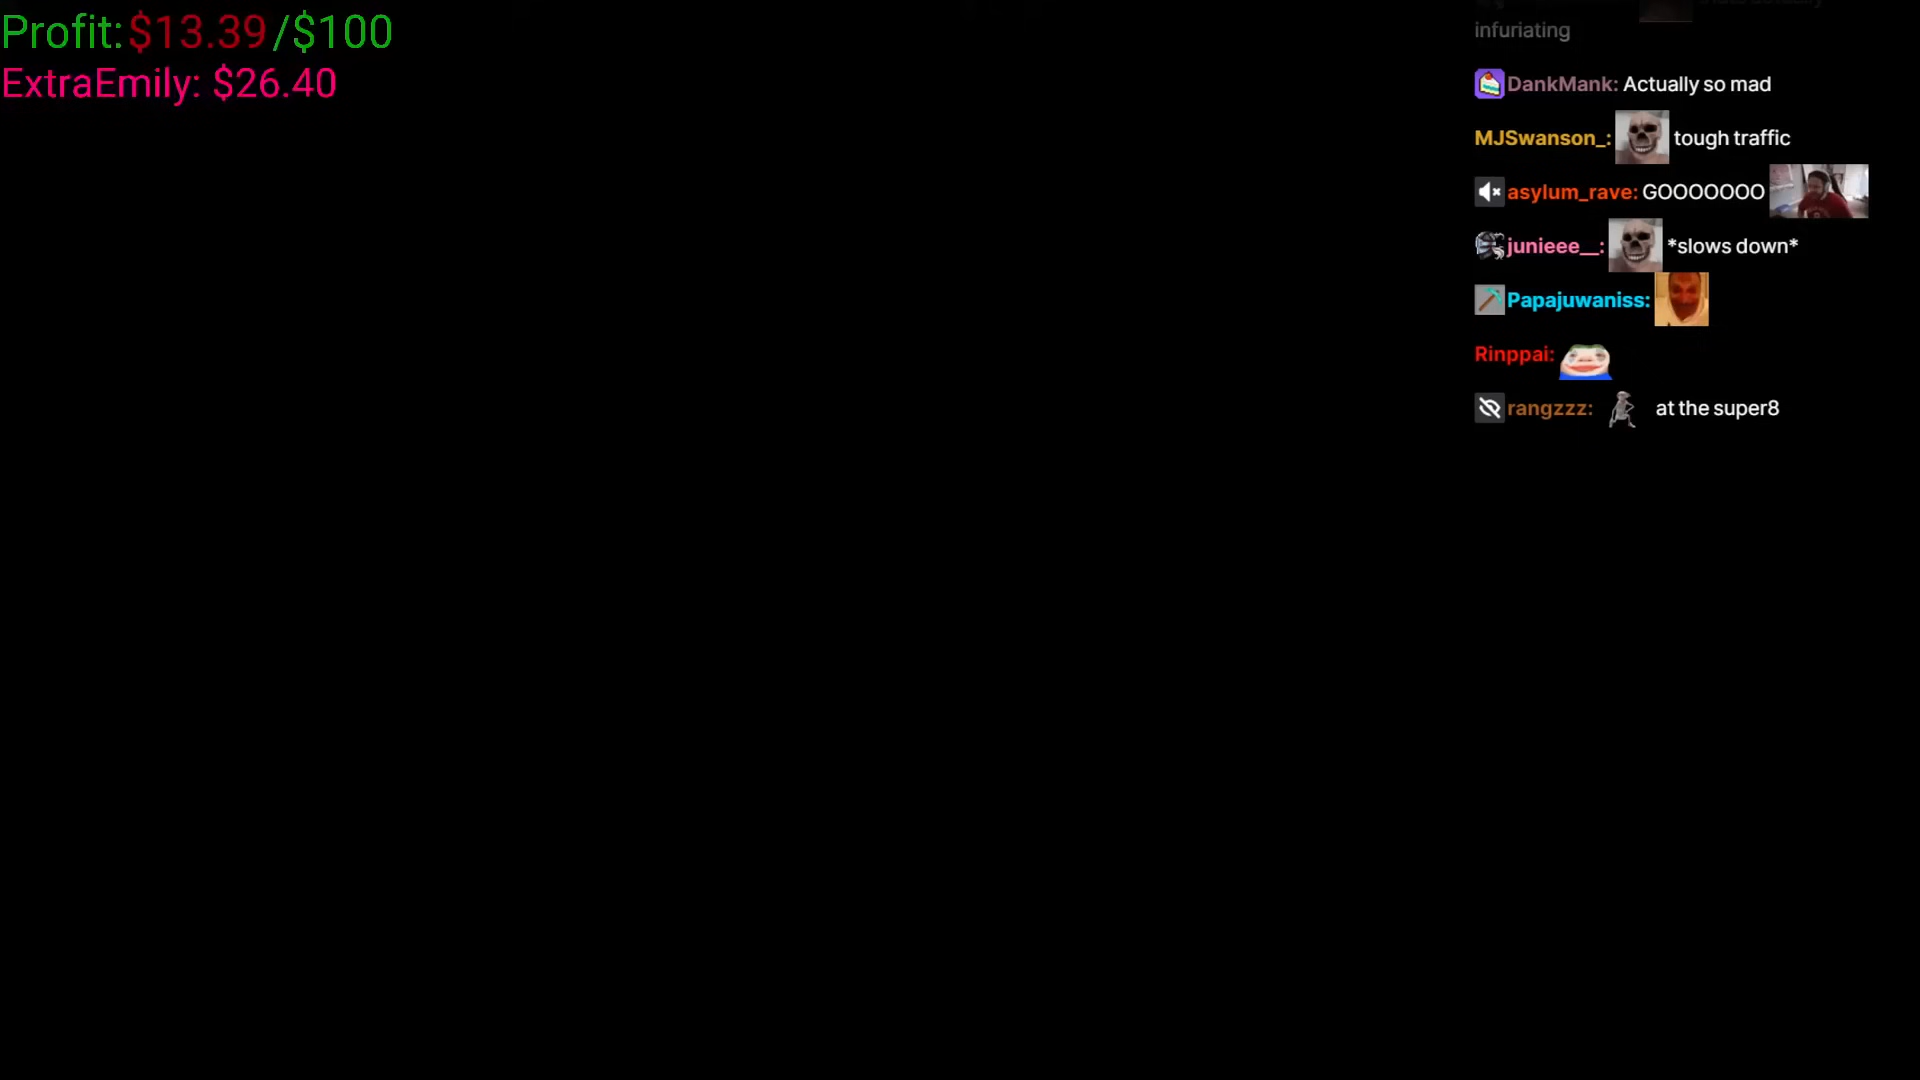 Profit: $13.39/$100
ExtraEmily: $26.40
infuriating
DankMank: Actually so mad
MJSwanson_: tough traffic
asylum_rave: GOOOOOOO
junieee__: *slows down*
Papajuwaniss:
Rinppai:
rangzzz: at the super8